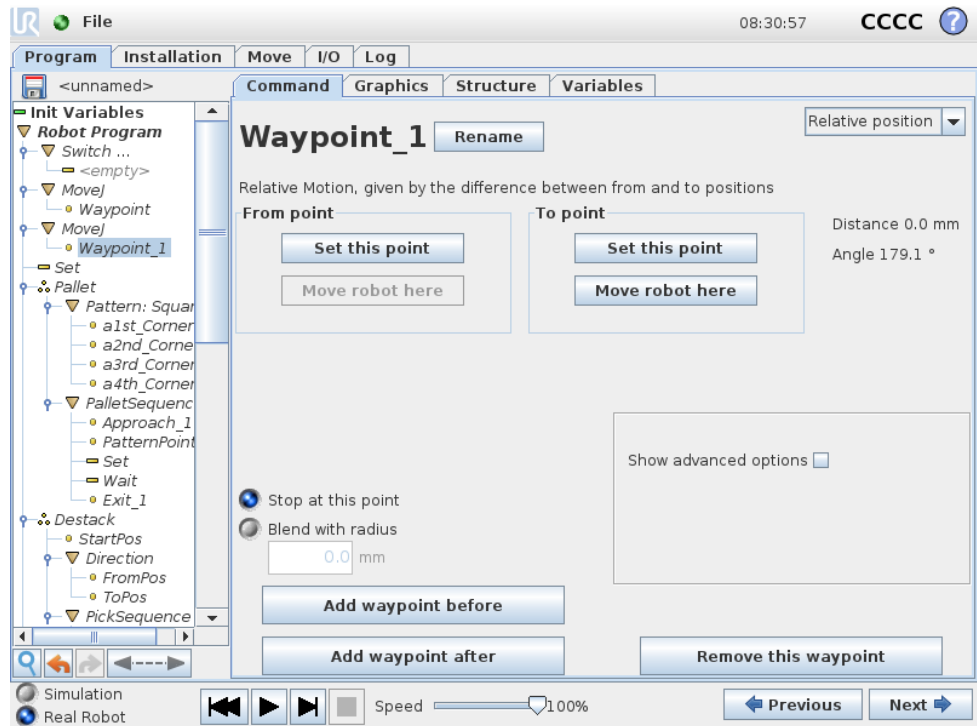 UR File 08:30:57 CCCC ?
Program Installation Move I/O Log
<unnamed> Command Graphics Structure Variables
Init Variables
Robot Program
Switch ...
<empty>
MoveJ
Waypoint
MoveJ
Waypoint_1
Set
Pallet
Pattern: Squar
a1st_Corner
a2nd_Corne
a3rd_Corner
a4th_Corner
PalletSequenc
Approach_1
PatternPoint
Set
Wait
Exit_1
Destack
StartPos
Direction
FromPos
ToPos
PickSequence
Waypoint_1 Rename Relative position
Relative Motion, given by the difference between from and to positions
From point
Set this point
Move robot here
To point
Set this point
Move robot here
Distance 0.0 mm
Angle 179.1 °
Show advanced options
Stop at this point
Blend with radius
0.0 mm
Add waypoint before
Add waypoint after Remove this waypoint
Simulation
Real Robot
Speed 100% Previous Next